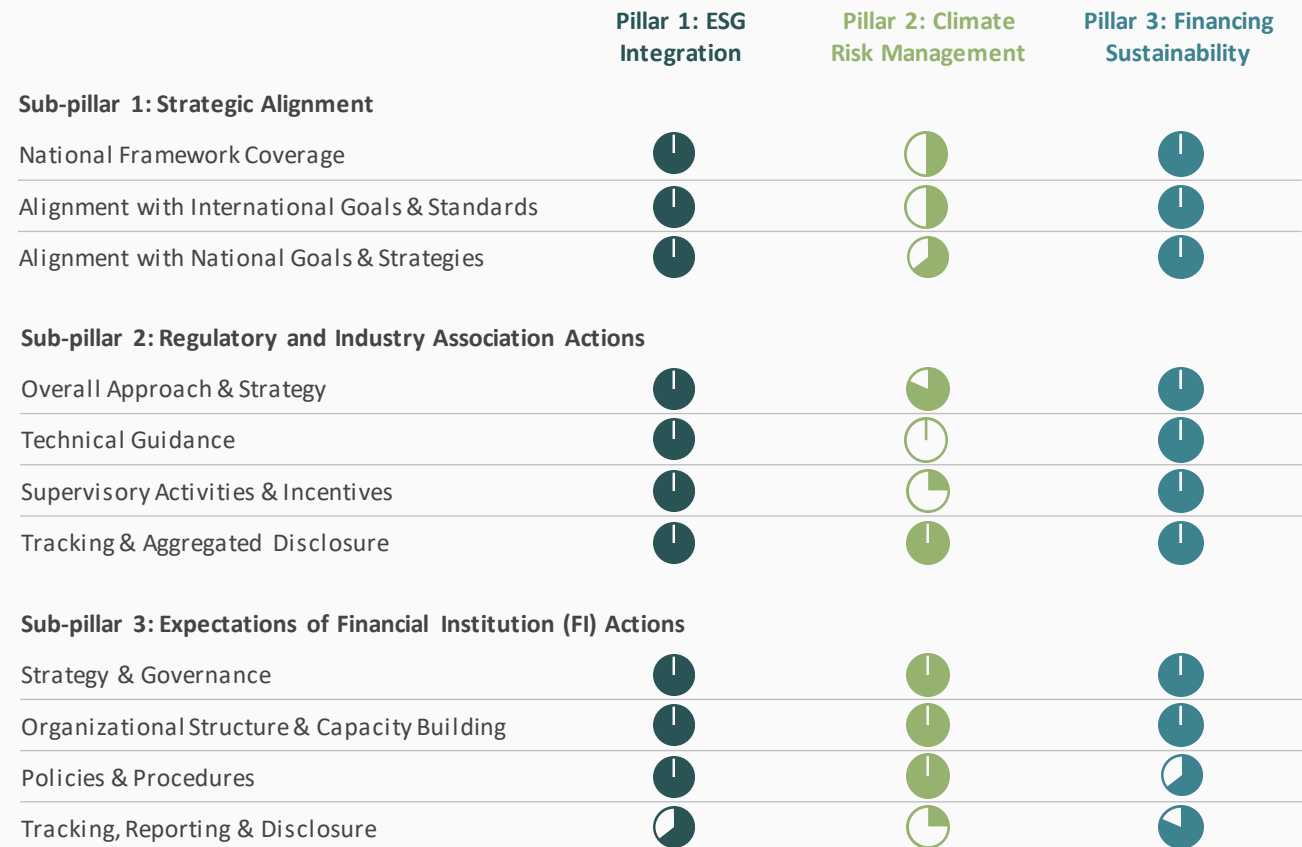 Pillar 1: ESG Integration
Pillar 2: Climate Risk Management
Pillar 3: Financing Sustainability
Sub-pillar 1: Strategic Alignment
National Framework Coverage
Alignment with International Goals & Standards
Alignment with National Goals & Strategies
Sub-pillar 2: Regulatory and Industry Association Actions
Overall Approach & Strategy
Technical Guidance
Supervisory Activities & Incentives
Tracking & Aggregated Disclosure
Sub-pillar 3: Expectations of Financial Institution (FI) Actions
Strategy & Governance
Organizational Structure & Capacity Building
Policies & Procedures
Tracking, Reporting & Disclosure